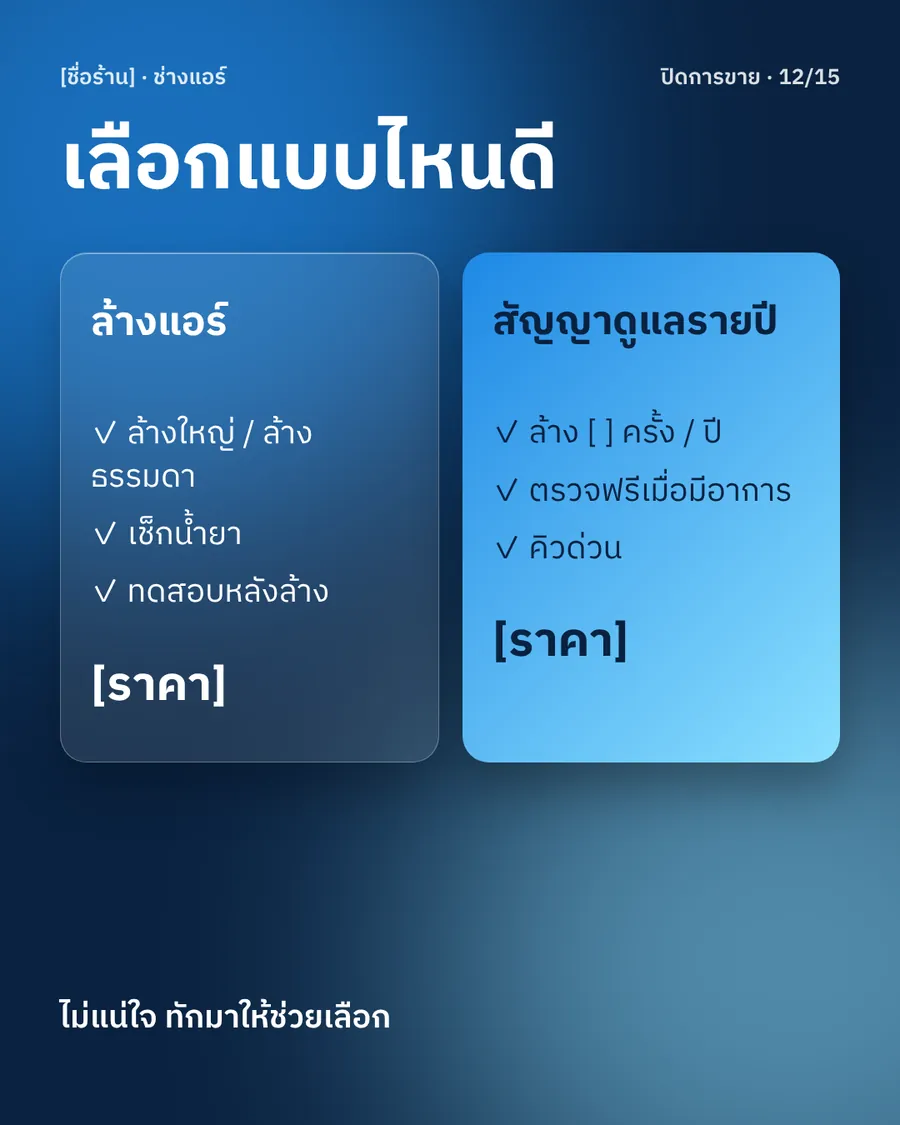 [ชื่อร้าน] · ช่างแอร์
ปิดการขาย · 12/15
เลือกแบบไหนดี
ล้างแอร์
✓ ล้างใหญ่ / ล้าง
ธรรมดา
✓ เช็กน้ำยา
✓ ทดสอบหลังล้าง
[ราคา]
สัญญาดูแลรายปี
✓ ล้าง [ ] ครั้ง / ปี
✓ ตรวจฟรีเมื่อมีอาการ
✓ คิวด่วน
[ราคา]
ไม่แน่ใจ ทักมาให้ช่วยเลือก